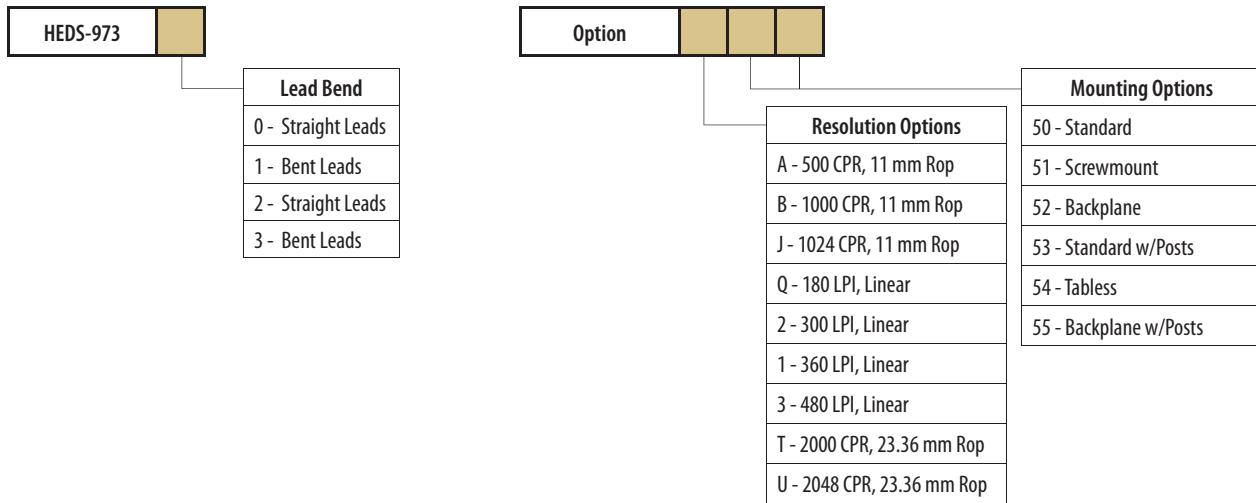 HEDS-973
Option
Lead Bend
0 - Straight Leads
1 - Bent Leads
2 - Straight Leads
3 - Bent Leads
Resolution Options
A - 500 CPR, 11 mm Rop
B - 1000 CPR, 11 mm Rop
J - 1024 CPR, 11 mm Rop
Q - 180 LPI, Linear
2 - 300 LPI, Linear
1 - 360 LPI, Linear
3 - 480 LPI, Linear
T - 2000 CPR, 23.36 mm Rop
U - 2048 CPR, 23.36 mm Rop
Mounting Options
50 - Standard
51 - Screwmount
52 - Backplane
53 - Standard w/Posts
54 - Tabless
55 - Backplane w/Posts